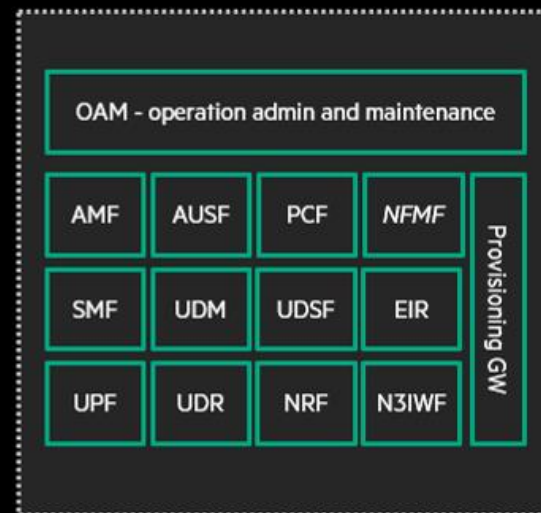 OAM - operation admin and maintenance
AMF AUSF PCF NFMF
Provisioning GW
SMF UDM UDSF EIR
UPF UDR NRF N3IWF